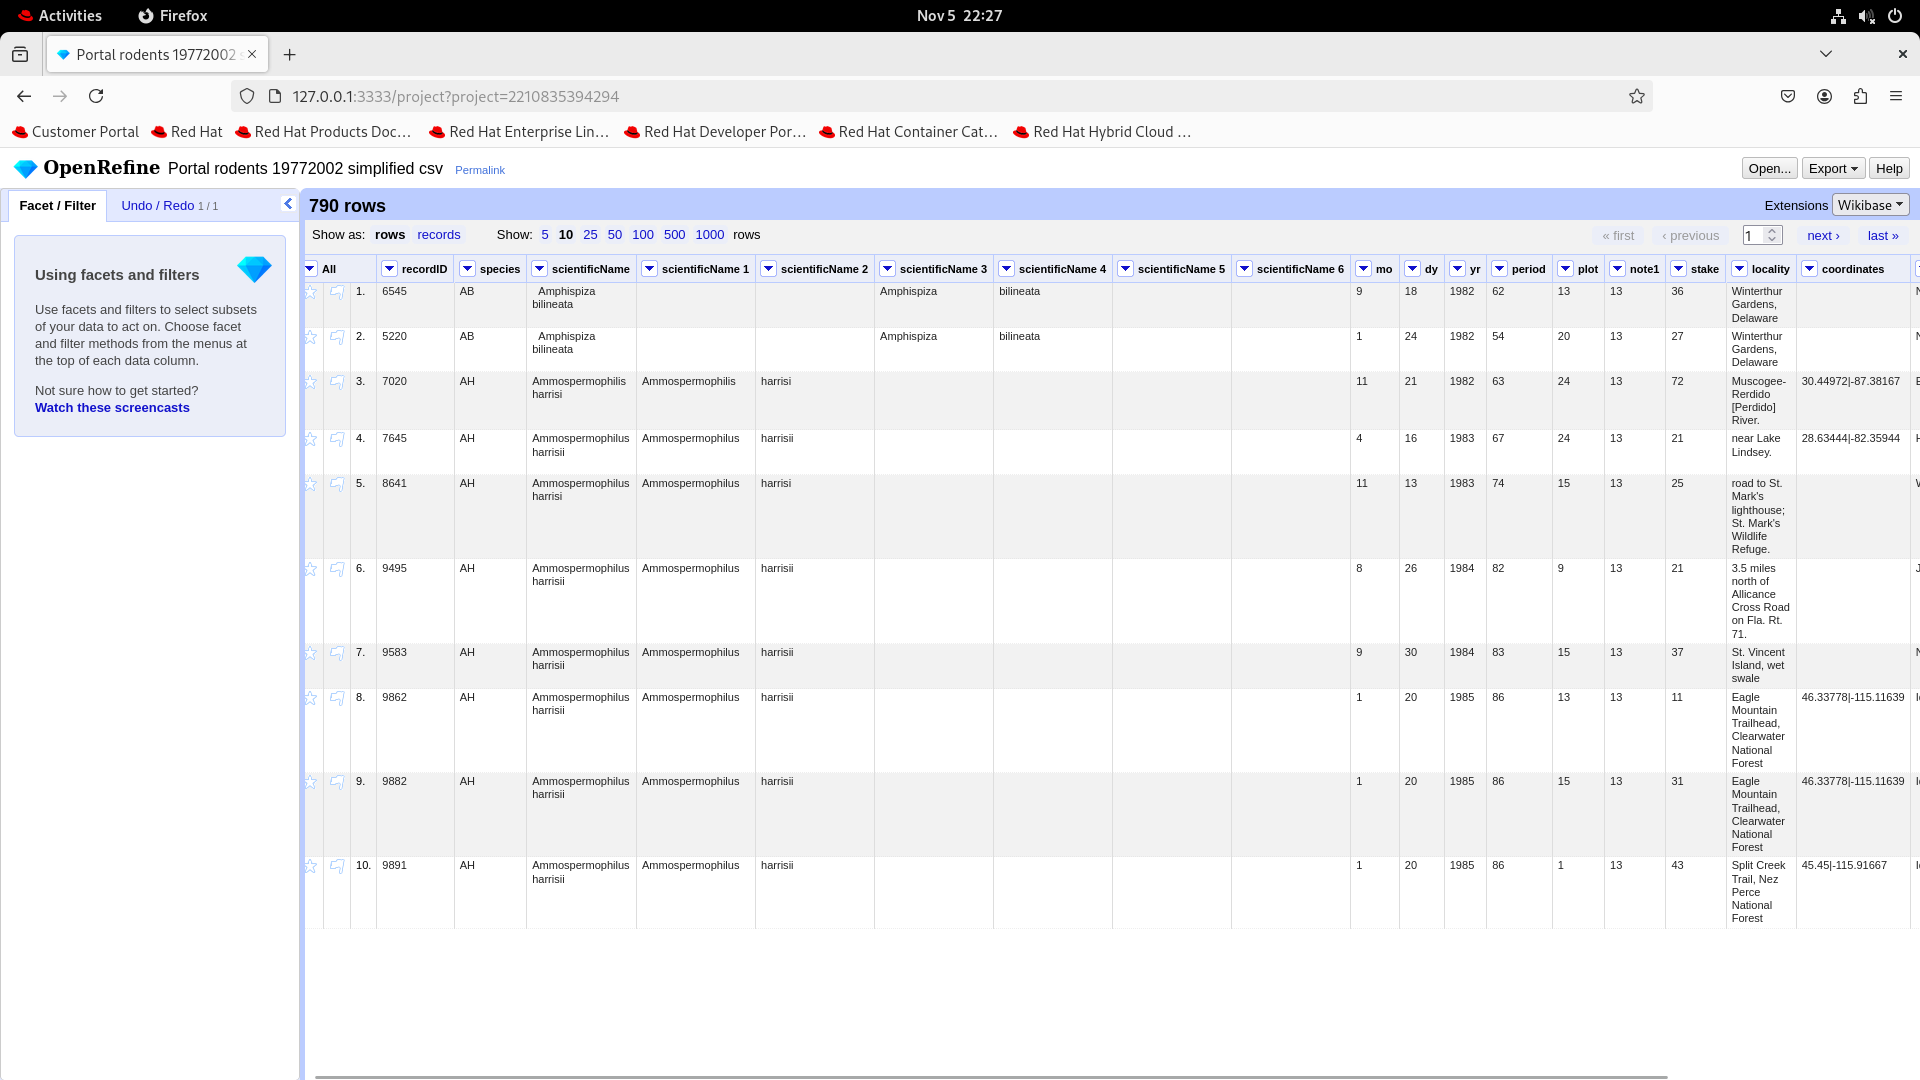 Activities Firefox Nov 5 22:27
Portal rodents 19772002
127.0.0.1:3333/project?project=2210835394294
Customer Portal Red Hat Red Hat Products Doc… Red Hat Enterprise Lin… Red Hat Developer Por… Red Hat Container Cat… Red Hat Hybrid Cloud …
OpenRefine Portal rodents 19772002 simplified csv Permalink Open... Export Help
Facet / Filter Undo / Redo 1 / 1 790 rows Extensions Wikibase
Show as: rows records Show: 5 10 25 50 100 500 1000 rows « first ‹ previous 1 next › last »
Using facets and filters
Use facets and filters to select subsets
of your data to act on. Choose facet
and filter methods from the menus at
the top of each data column.
Not sure how to get started?
Watch these screencasts
All recordID species scientificName scientificName 1 scientificName 2 scientificName 3 scientificName 4 scientificName 5 scientificName 6 mo dy yr period plot note1 stake locality coordinates
1. 6545 AB Amphispiza Amphispiza bilineata 9 18 1982 62 13 13 36 Winterthur
bilineata Gardens,
Delaware
2. 5220 AB Amphispiza Amphispiza bilineata 1 24 1982 54 20 13 27 Winterthur
bilineata Gardens,
Delaware
3. 7020 AH Ammospermophilis Ammospermophilis harrisi 11 21 1982 63 24 13 72 Muscogee- 30.44972|-87.38167
harrisi Rerdido
[Perdido]
River.
4. 7645 AH Ammospermophilus Ammospermophilus harrisii 4 16 1983 67 24 13 21 near Lake 28.63444|-82.35944
harrisii Lindsey.
5. 8641 AH Ammospermophilus Ammospermophilus harrisi 11 13 1983 74 15 13 25 road to St.
harrisi Mark's
lighthouse;
St. Mark's
Wildlife
Refuge.
6. 9495 AH Ammospermophilus Ammospermophilus harrisii 8 26 1984 82 9 13 21 3.5 miles
harrisii north of
Allicance
Cross Road
on Fla. Rt.
71.
7. 9583 AH Ammospermophilus Ammospermophilus harrisii 9 30 1984 83 15 13 37 St. Vincent
harrisii Island, wet
swale
8. 9862 AH Ammospermophilus Ammospermophilus harrisii 1 20 1985 86 13 13 11 Eagle 46.33778|-115.11639
harrisii Mountain
Trailhead,
Clearwater
National
Forest
9. 9882 AH Ammospermophilus Ammospermophilus harrisii 1 20 1985 86 15 13 31 Eagle 46.33778|-115.11639
harrisii Mountain
Trailhead,
Clearwater
National
Forest
10. 9891 AH Ammospermophilus Ammospermophilus harrisii 1 20 1985 86 1 13 43 Split Creek 45.45|-115.91667
harrisii Trail, Nez
Perce
National
Forest